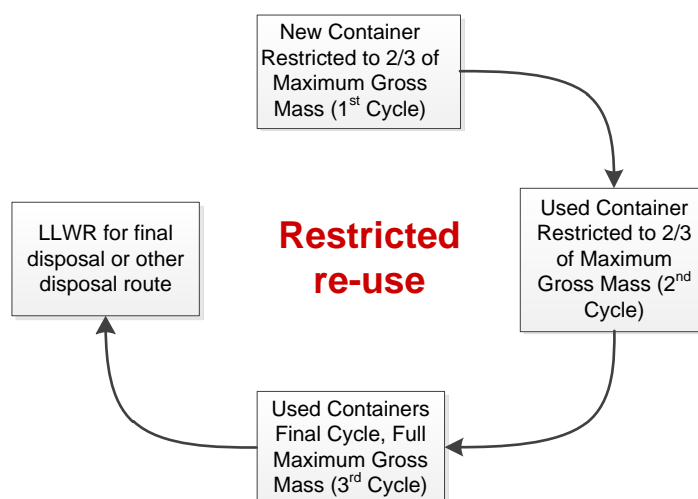 New Container
Restricted to 2/3 of
Maximum Gross
Mass (1st Cycle)
Used Container
Restricted to 2/3
of Maximum
Gross Mass (2nd
Cycle)
Restricted
re-use
LLWR for final
disposal or other
disposal route
Used Containers
Final Cycle, Full
Maximum Gross
Mass (3rd Cycle)